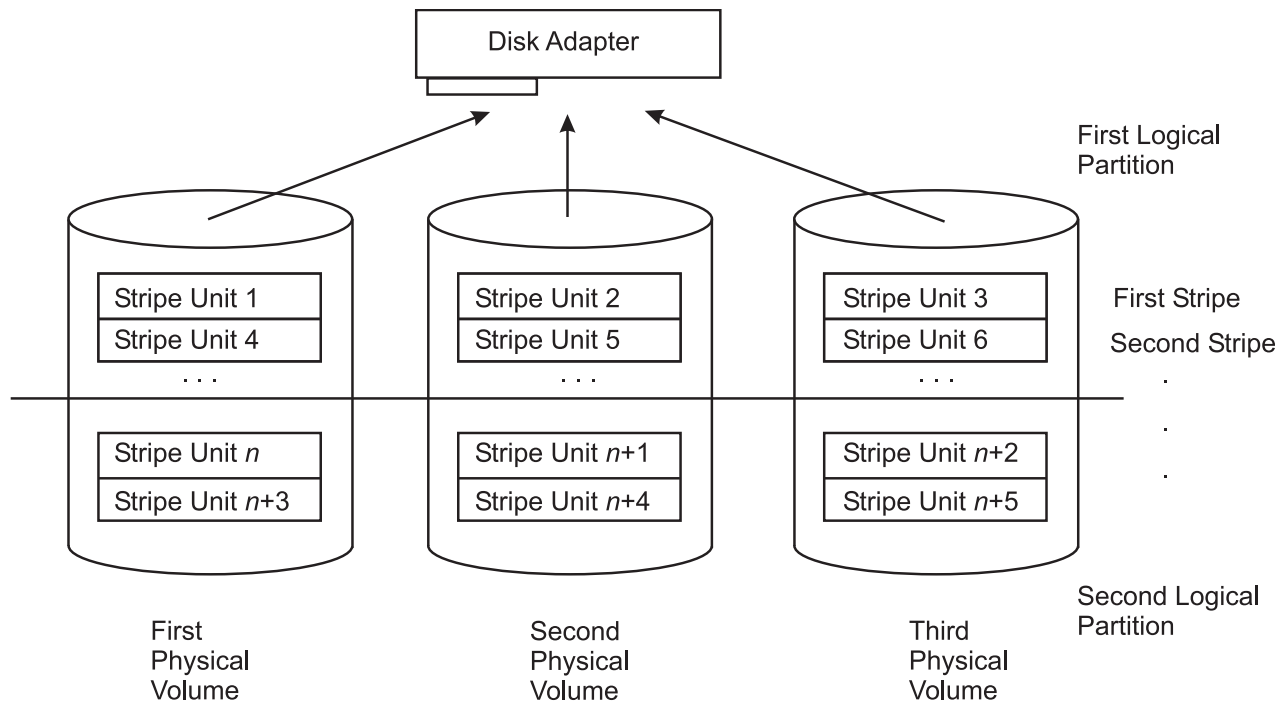 Disk Adapter
First Logical
Partition
Stripe Unit 1
Stripe Unit 2
Stripe Unit 3
First Stripe
Stripe Unit 4
Stripe Unit 5
Stripe Unit 6
Second Stripe
. . .
. . .
. . .
.
.
.
Stripe Unit n
Stripe Unit n+1
Stripe Unit n+2
Stripe Unit n+3
Stripe Unit n+4
Stripe Unit n+5
Second Logical
Partition
First
Physical
Volume
Second
Physical
Volume
Third
Physical
Volume